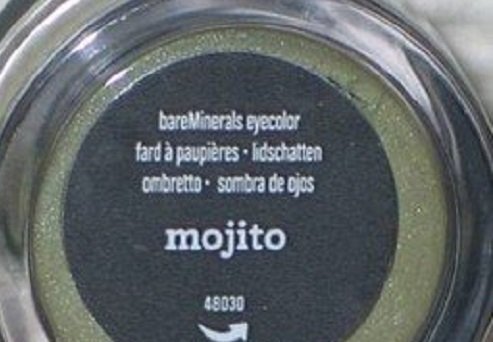 bareMinerals eyecolor
fard à paupières · lidschatten
ombretto · sombra de ojos
mojito
48030